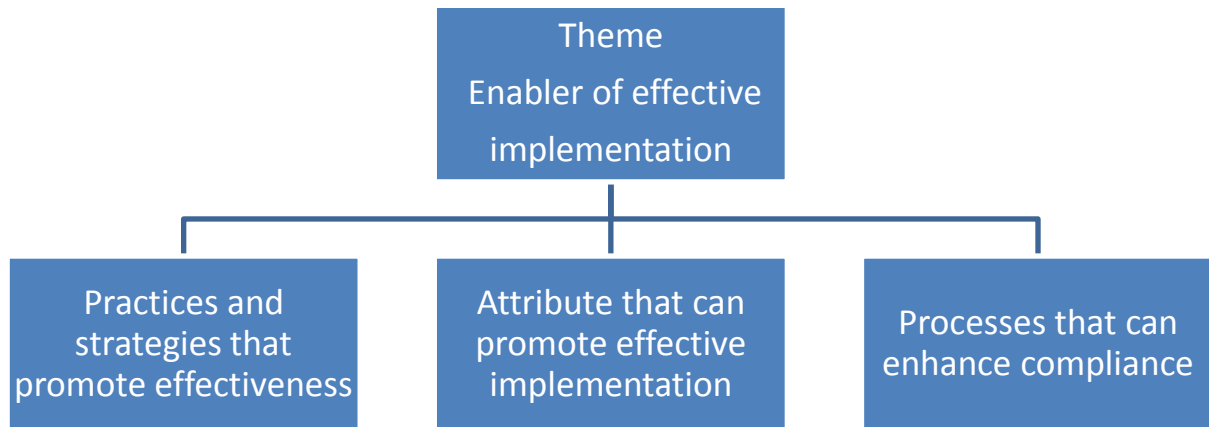 Theme
Enabler of effective
implementation
Practices and
strategies that
promote effectiveness
Attribute that can
promote effective
implementation
Processes that can
enhance compliance